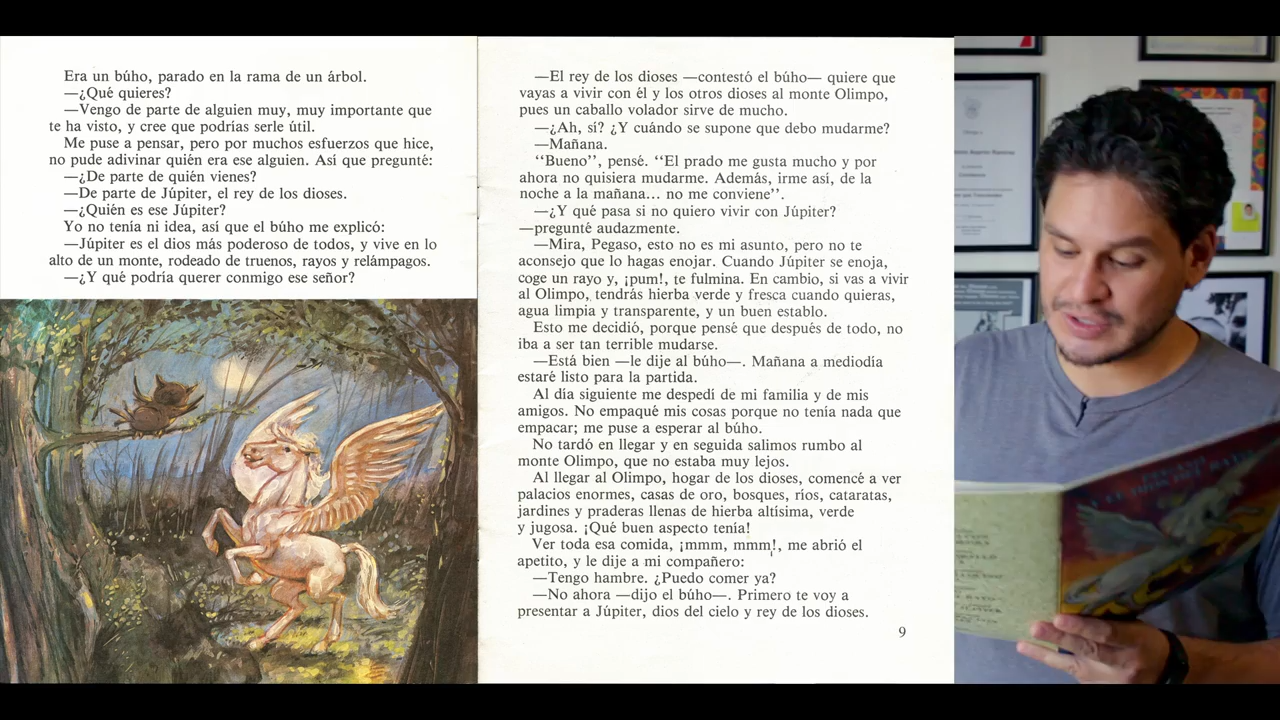 Era un búho, parado en la rama de un árbol.
—¿Qué quieres?
—Vengo de parte de alguien muy, muy importante que
te ha visto, y cree que podrías serle útil.
Me puse a pensar, pero por muchos esfuerzos que hice,
no pude adivinar quién era ese alguien. Así que pregunté:
—¿De parte de quién vienes?
—De parte de Júpiter, el rey de los dioses.
—¿Quién es ese Júpiter?
Yo no tenía ni idea, así que el búho me explicó:
—Júpiter es el dios más poderoso de todos, y vive en lo
alto de un monte, rodeado de truenos, rayos y relámpagos.
—¿Y qué podría querer conmigo ese señor?
—El rey de los dioses —contestó el búho— quiere que
vayas a vivir con él y los otros dioses al monte Olimpo,
pues un caballo volador sirve de mucho.
—¿Ah, sí? ¿Y cuándo se supone que debo mudarme?
—Mañana.
“Bueno”, pensé. “El prado me gusta mucho y por
ahora no quisiera mudarme. Además, irme así, de la
noche a la mañana... no me conviene”.
—¿Y qué pasa si no quiero vivir con Júpiter?
—pregunté audazmente.
—Mira, Pegaso, esto no es mi asunto, pero no te
aconsejo que lo hagas enojar. Cuando Júpiter se enoja,
coge un rayo y, ¡pum!, te fulmina. En cambio, si vas a vivir
al Olimpo, tendrás hierba verde y fresca cuando quieras,
agua limpia y transparente, y un buen establo.
Esto me decidió, porque pensé que después de todo, no
iba a ser tan terrible mudarse.
—Está bien —le dije al búho—. Mañana a mediodía
estaré listo para la partida.
Al día siguiente me despedí de mi familia y de mis
amigos. No empaqué mis cosas porque no tenía nada que
empacar; me puse a esperar al búho.
No tardó en llegar y en seguida salimos rumbo al
monte Olimpo, que no estaba muy lejos.
Al llegar al Olimpo, hogar de los dioses, comencé a ver
palacios enormes, casas de oro, bosques, ríos, cataratas,
jardines y praderas llenas de hierba altísima, verde
y jugosa. ¡Qué buen aspecto tenía!
Ver toda esa comida, ¡mmm, mmm!, me abrió el
apetito, y le dije a mi compañero:
—Tengo hambre. ¿Puedo comer ya?
—No ahora —dijo el búho—. Primero te voy a
presentar a Júpiter, dios del cielo y rey de los dioses.
9